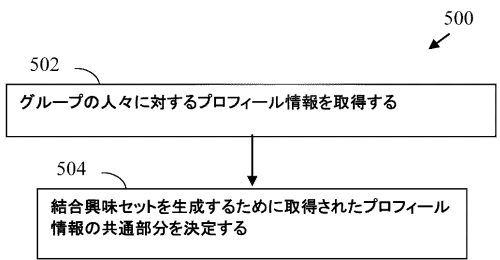 500
502
グループの人々に対するプロフィール情報を取得する
504
結合興味セットを生成するために取得されたプロフィール
情報の共通部分を決定する